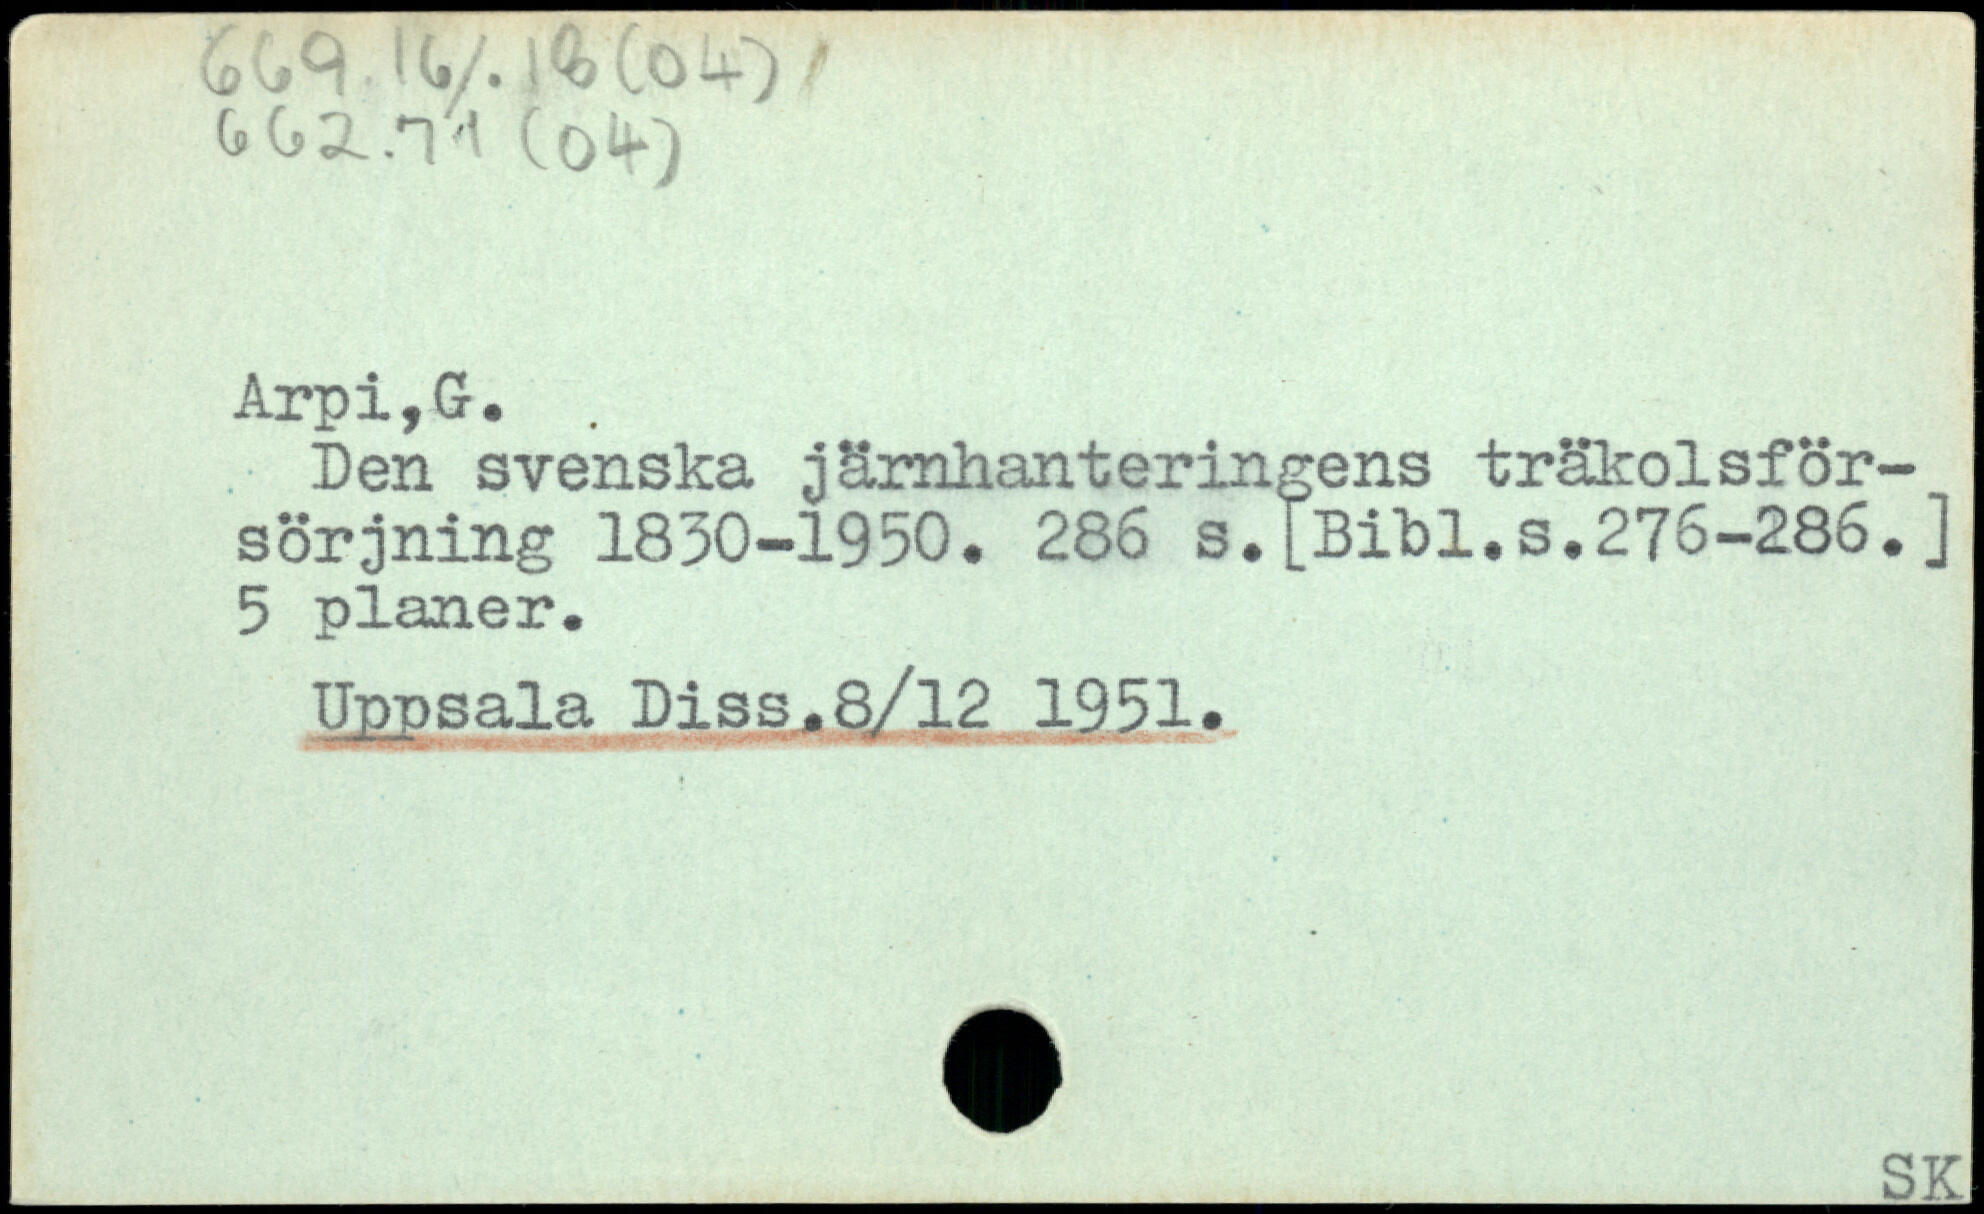 669.16/.18(04)
662.71(04)
Arpi,G.
Den svenska järnhanteringens träkolsför-
sörjning 1830-1950. 286 s.[Bibl.s.276-286.]
5 planer.
Uppsala Diss.8/12 1951.
SK